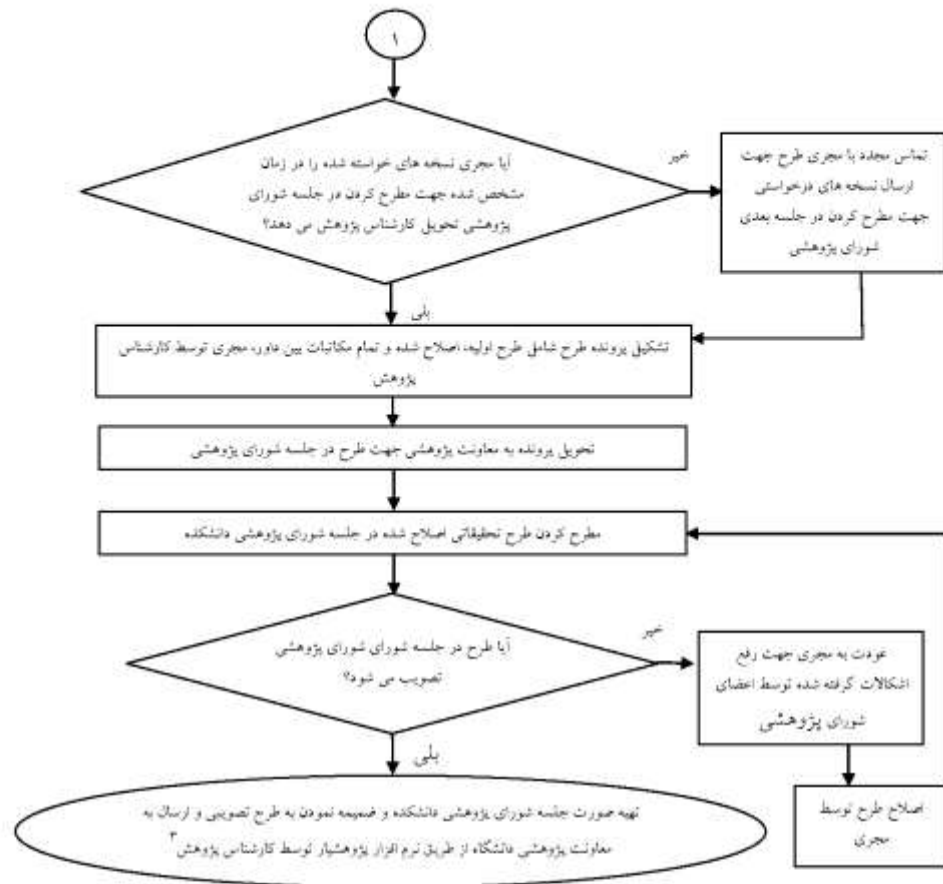 ۱
آیا مجری نسخه های خواسته شده را در زمان
مشخص شده جهت مطرح کردن در جلسه شورای
پژوهشی تحویل کارشناس پژوهش می دهد؟
خیر
تماس مجدد با مجری طرح جهت
ارسال نسخه های درخواستی
جهت مطرح کردن در جلسه بعدی
شورای پژوهشی
بلی
تشکیل پرونده طرح شامل طرح اولیه، اصلاح شده و تمام مکاتبات بین داور، مجری توسط کارشناس
پژوهش
تحویل پرونده به معاونت پژوهشی جهت طرح در جلسه شورای پژوهشی
مطرح کردن طرح تحقیقاتی اصلاح شده در جلسه شورای پژوهشی دانشکده
آیا طرح در جلسه شورای شورای پژوهشی
تصویب می شود؟
خیر
عودت به مجری جهت رفع
اشکالات گرفته شده توسط اعضای
شورای پژوهشی
بلی
اصلاح طرح توسط
مجری
تهیه صورت جلسه شورای پژوهشی دانشکده و ضمیمه نمودن به طرح تصویبی و ارسال به
معاونت پژوهشی دانشگاه از طریق نرم افزار پژوهشیار توسط کارشناس پژوهش۳